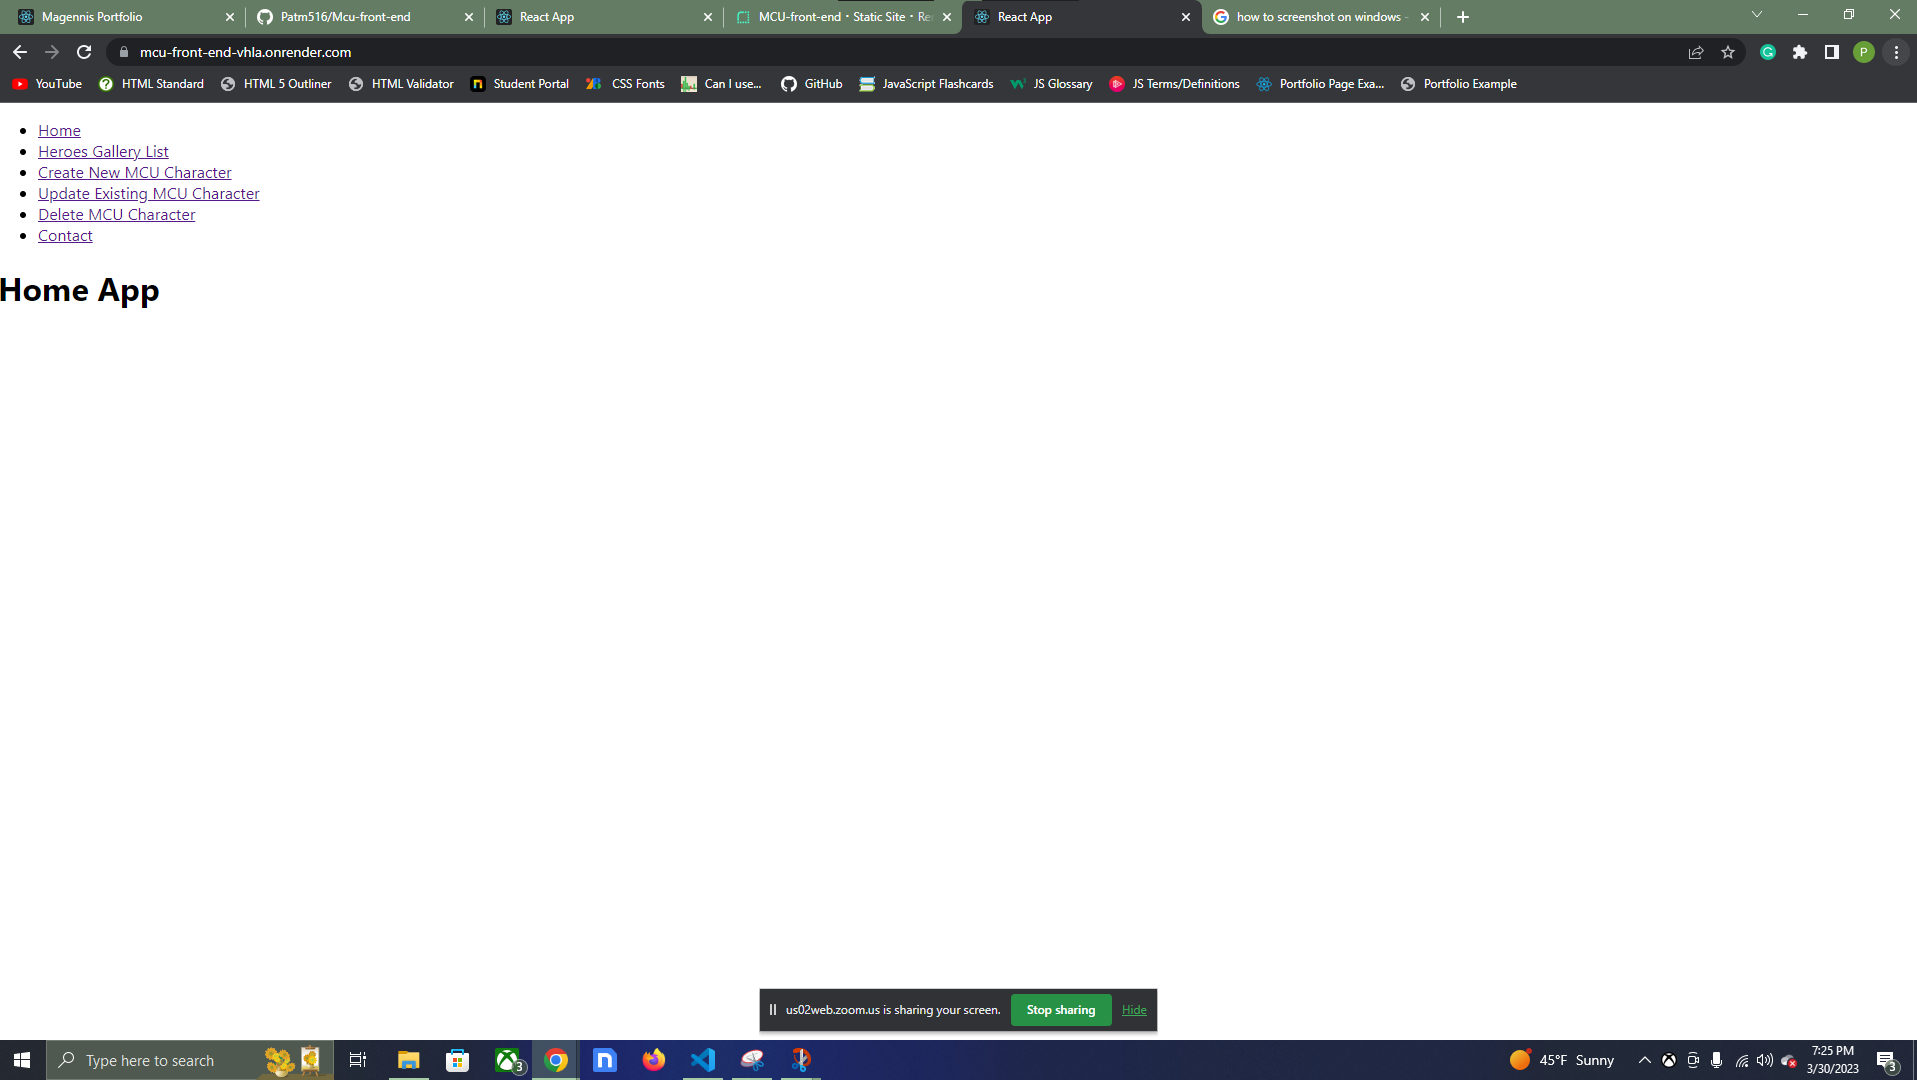 Magennis Portfolio
Patm516/Mcu-front-end
React App
MCU-front-end · Static Site · Re
React App
how to screenshot on windows -
mcu-front-end-vhla.onrender.com
P
YouTube
HTML Standard
HTML 5 Outliner
HTML Validator
Student Portal
CSS Fonts
Can I use...
GitHub
JavaScript Flashcards
JS Glossary
JS Terms/Definitions
Portfolio Page Exa...
Portfolio Example
Home
Heroes Gallery List
Create New MCU Character
Update Existing MCU Character
Delete MCU Character
Contact
Home App
us02web.zoom.us is sharing your screen.
Stop sharing
Hide
Type here to search
3
45°F Sunny
7:25 PM
3/30/2023
3